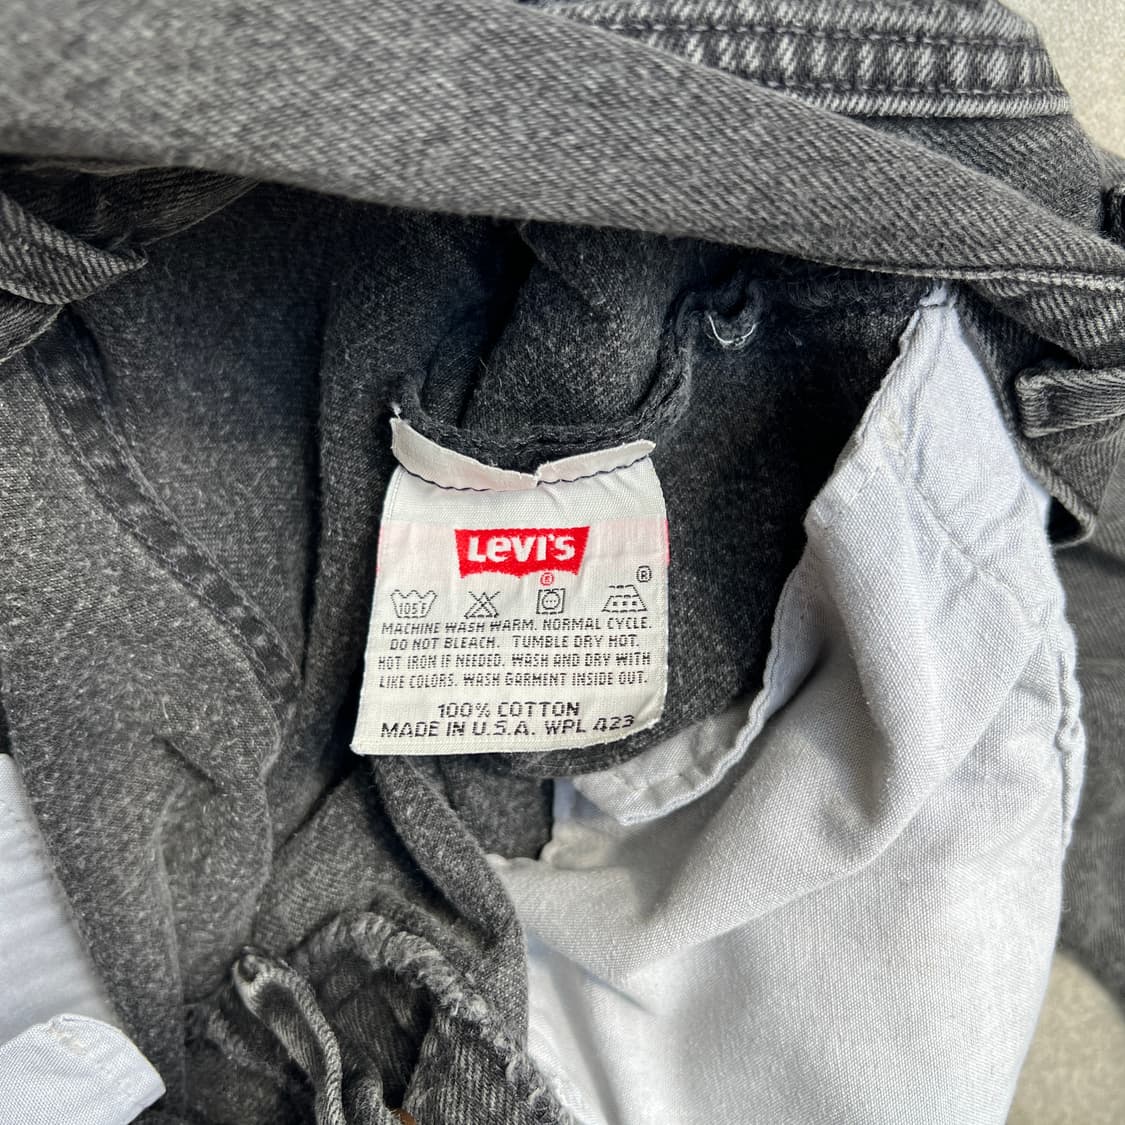 LEVI'S
®
®
105°F
MACHINE WASH WARM. NORMAL CYCLE.
DO NOT BLEACH. TUMBLE DRY HOT.
HOT IRON IF NEEDED. WASH AND DRY WITH
LIKE COLORS. WASH GARMENT INSIDE OUT.
100% COTTON
MADE IN U.S.A. WPL 423